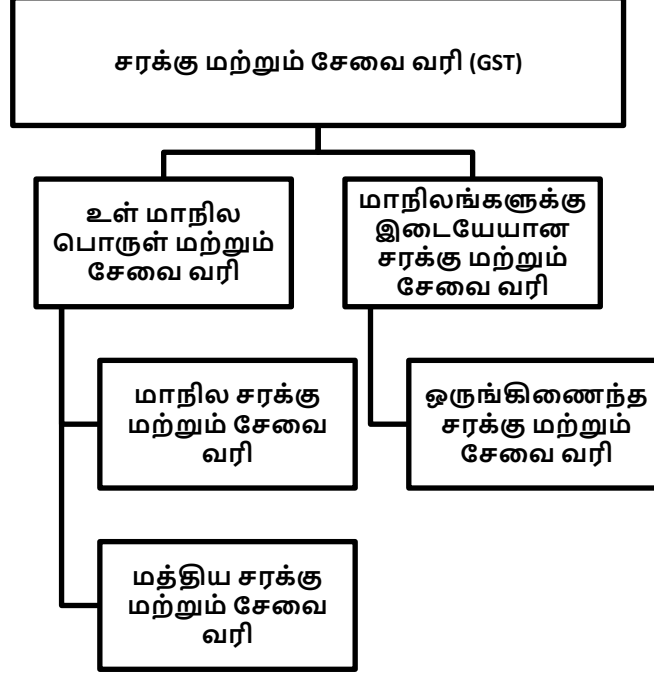 சரக்கு மற்றும் சேவை வரி (GST)
உள் மாநில
பொருள் மற்றும்
சேவை வரி
மாநிலங்களுக்கு
இடையேயான
சரக்கு மற்றும்
சேவை வரி
மாநில சரக்கு
மற்றும் சேவை
வரி
ஒருங்கிணைந்த
சரக்கு மற்றும்
சேவை வரி
மத்திய சரக்கு
மற்றும் சேவை
வரி